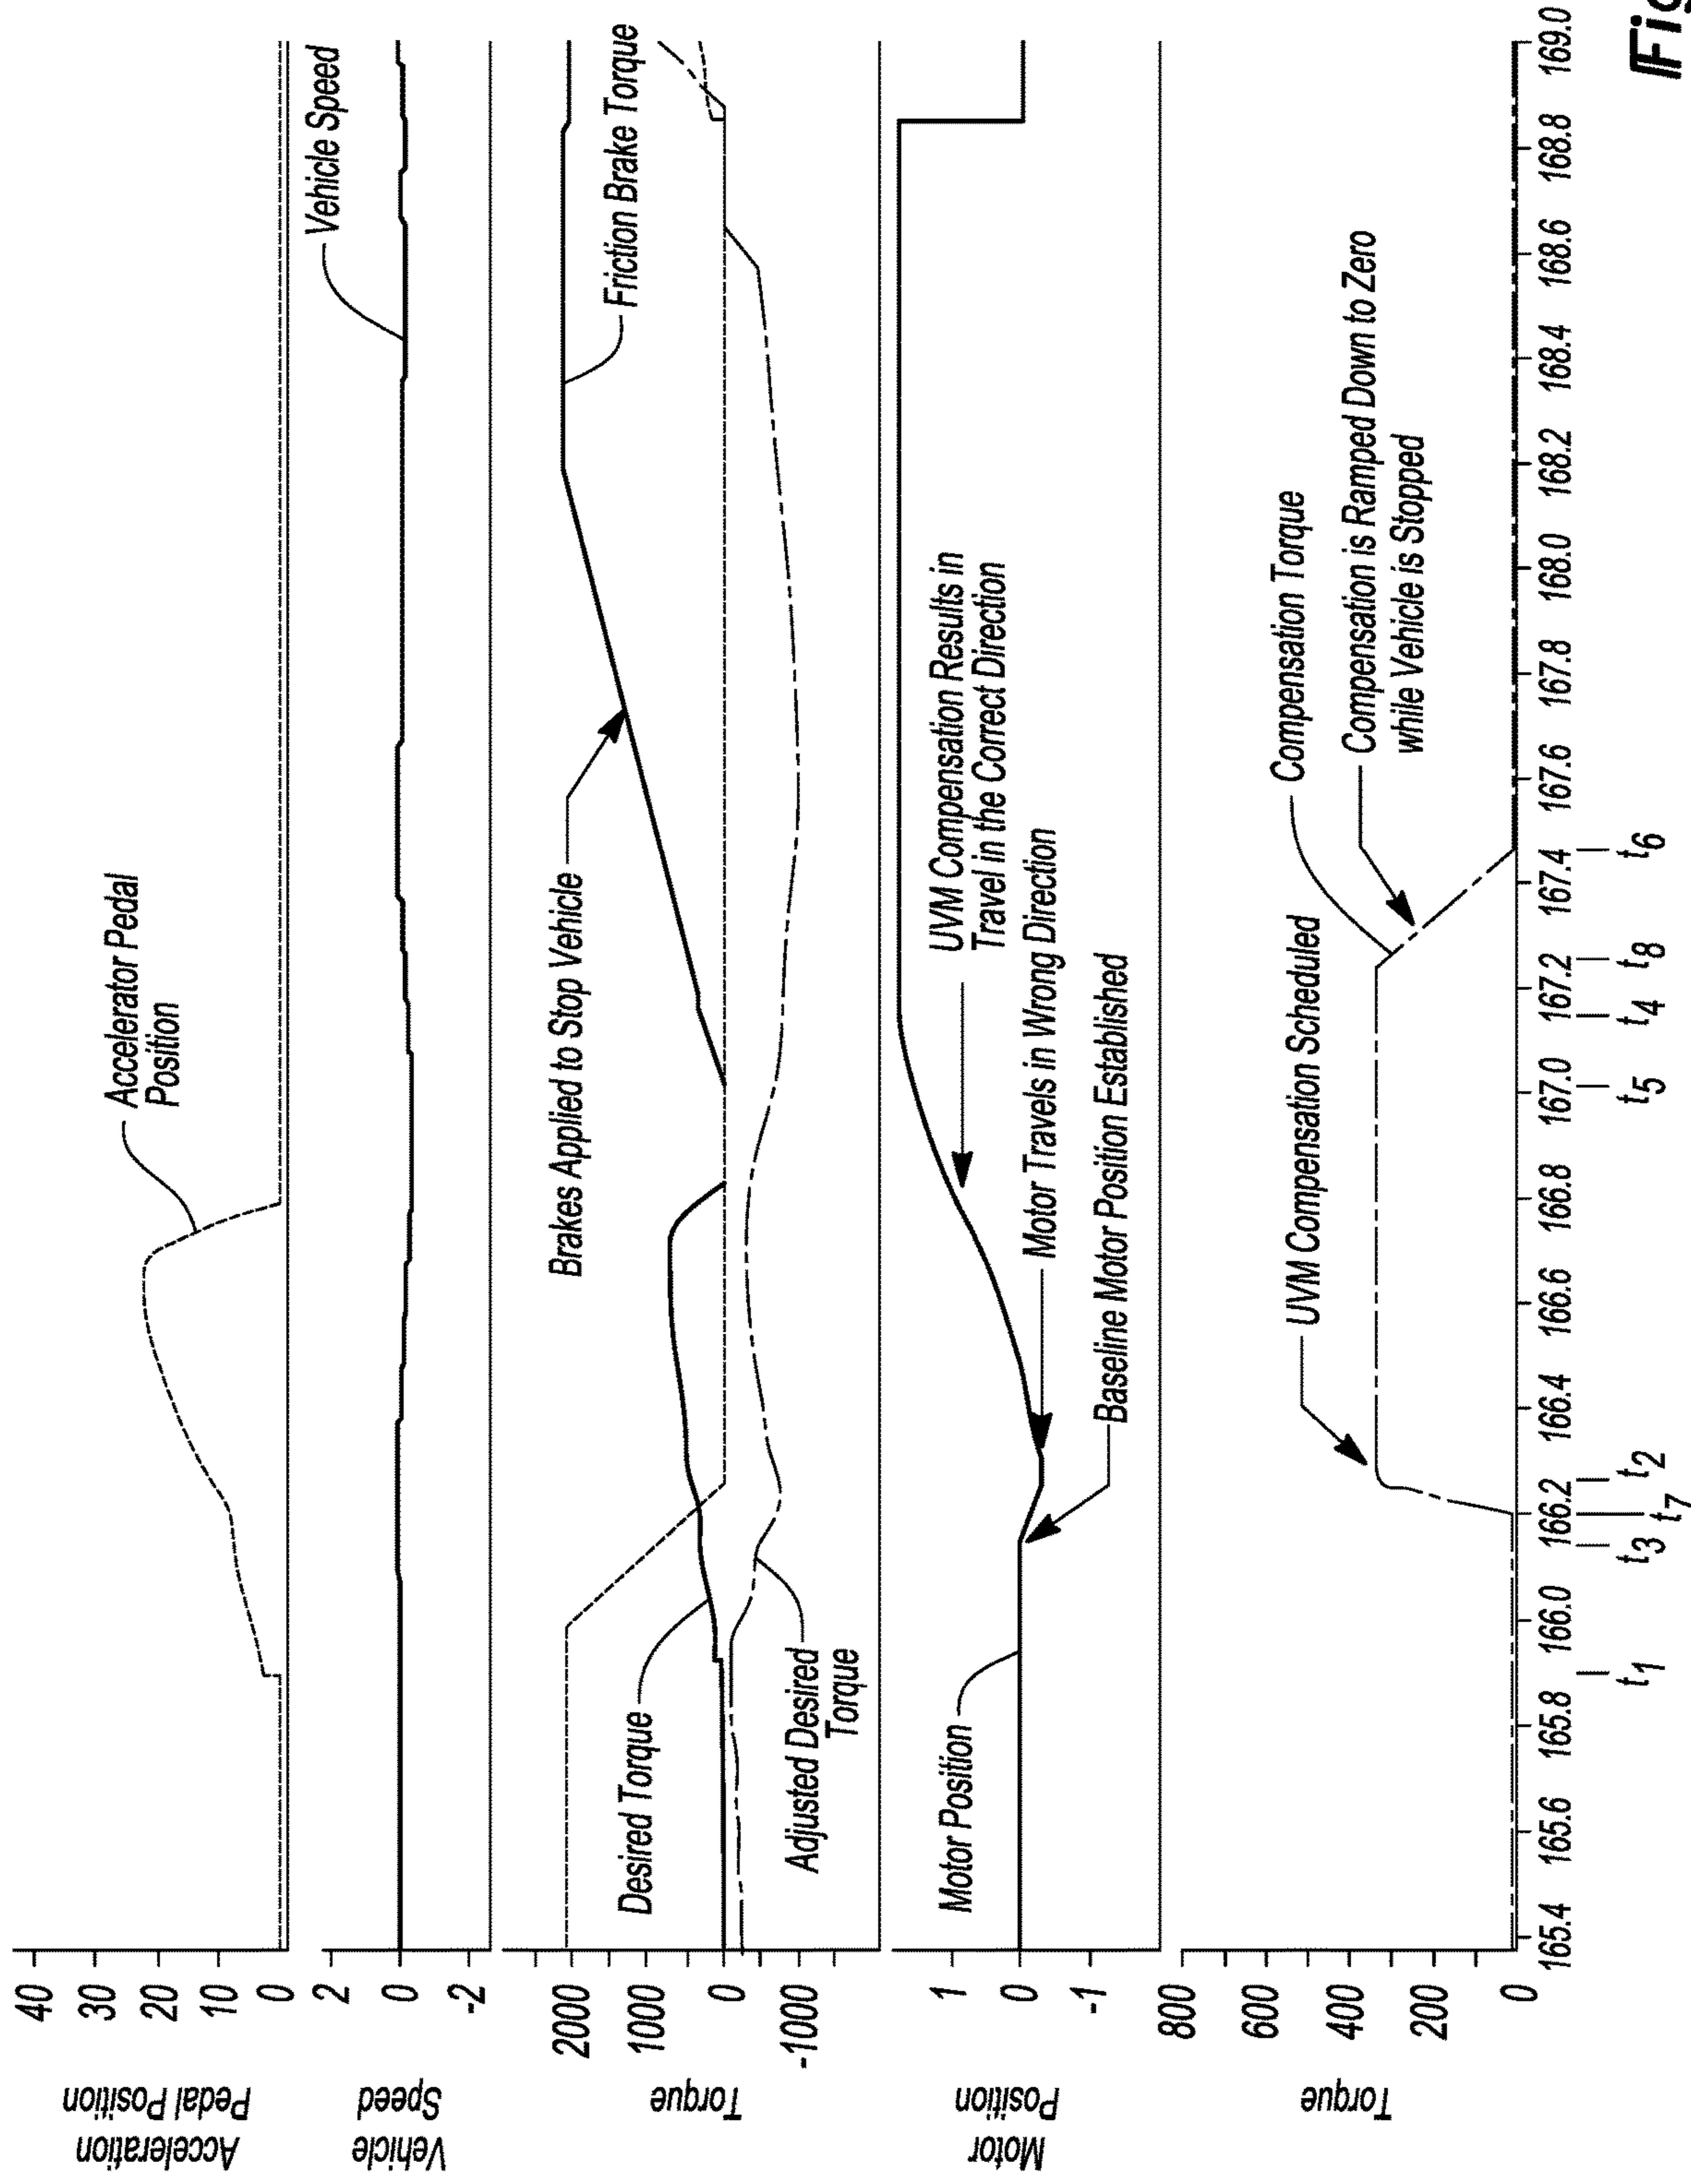 Acceleration
Pedal Position
40
30
20
10
0
Accelerator Pedal
Position
Vehicle
Speed
2
0
-2
Vehicle Speed
Torque
2000
1000
0
-1000
Desired Torque
Adjusted Desired
Torque
Brakes Applied to Stop Vehicle
Friction Brake Torque
Motor
Position
1
0
-1
Motor Position
UVM Compensation Results in
Travel in the Correct Direction
Motor Travels in Wrong Direction
Baseline Motor Position Established
Torque
800
600
400
200
0
UVM Compensation Scheduled
Compensation Torque
Compensation is Ramped Down to Zero
while Vehicle is Stopped
165.4 165.6 165.8 166.0 166.2 166.4 166.6 166.8 167.0 167.2 167.4 167.6 167.8 168.0 168.2 168.4 168.6 168.8 169.0
t1 t3 t7 t2 t5 t4 t8 t6